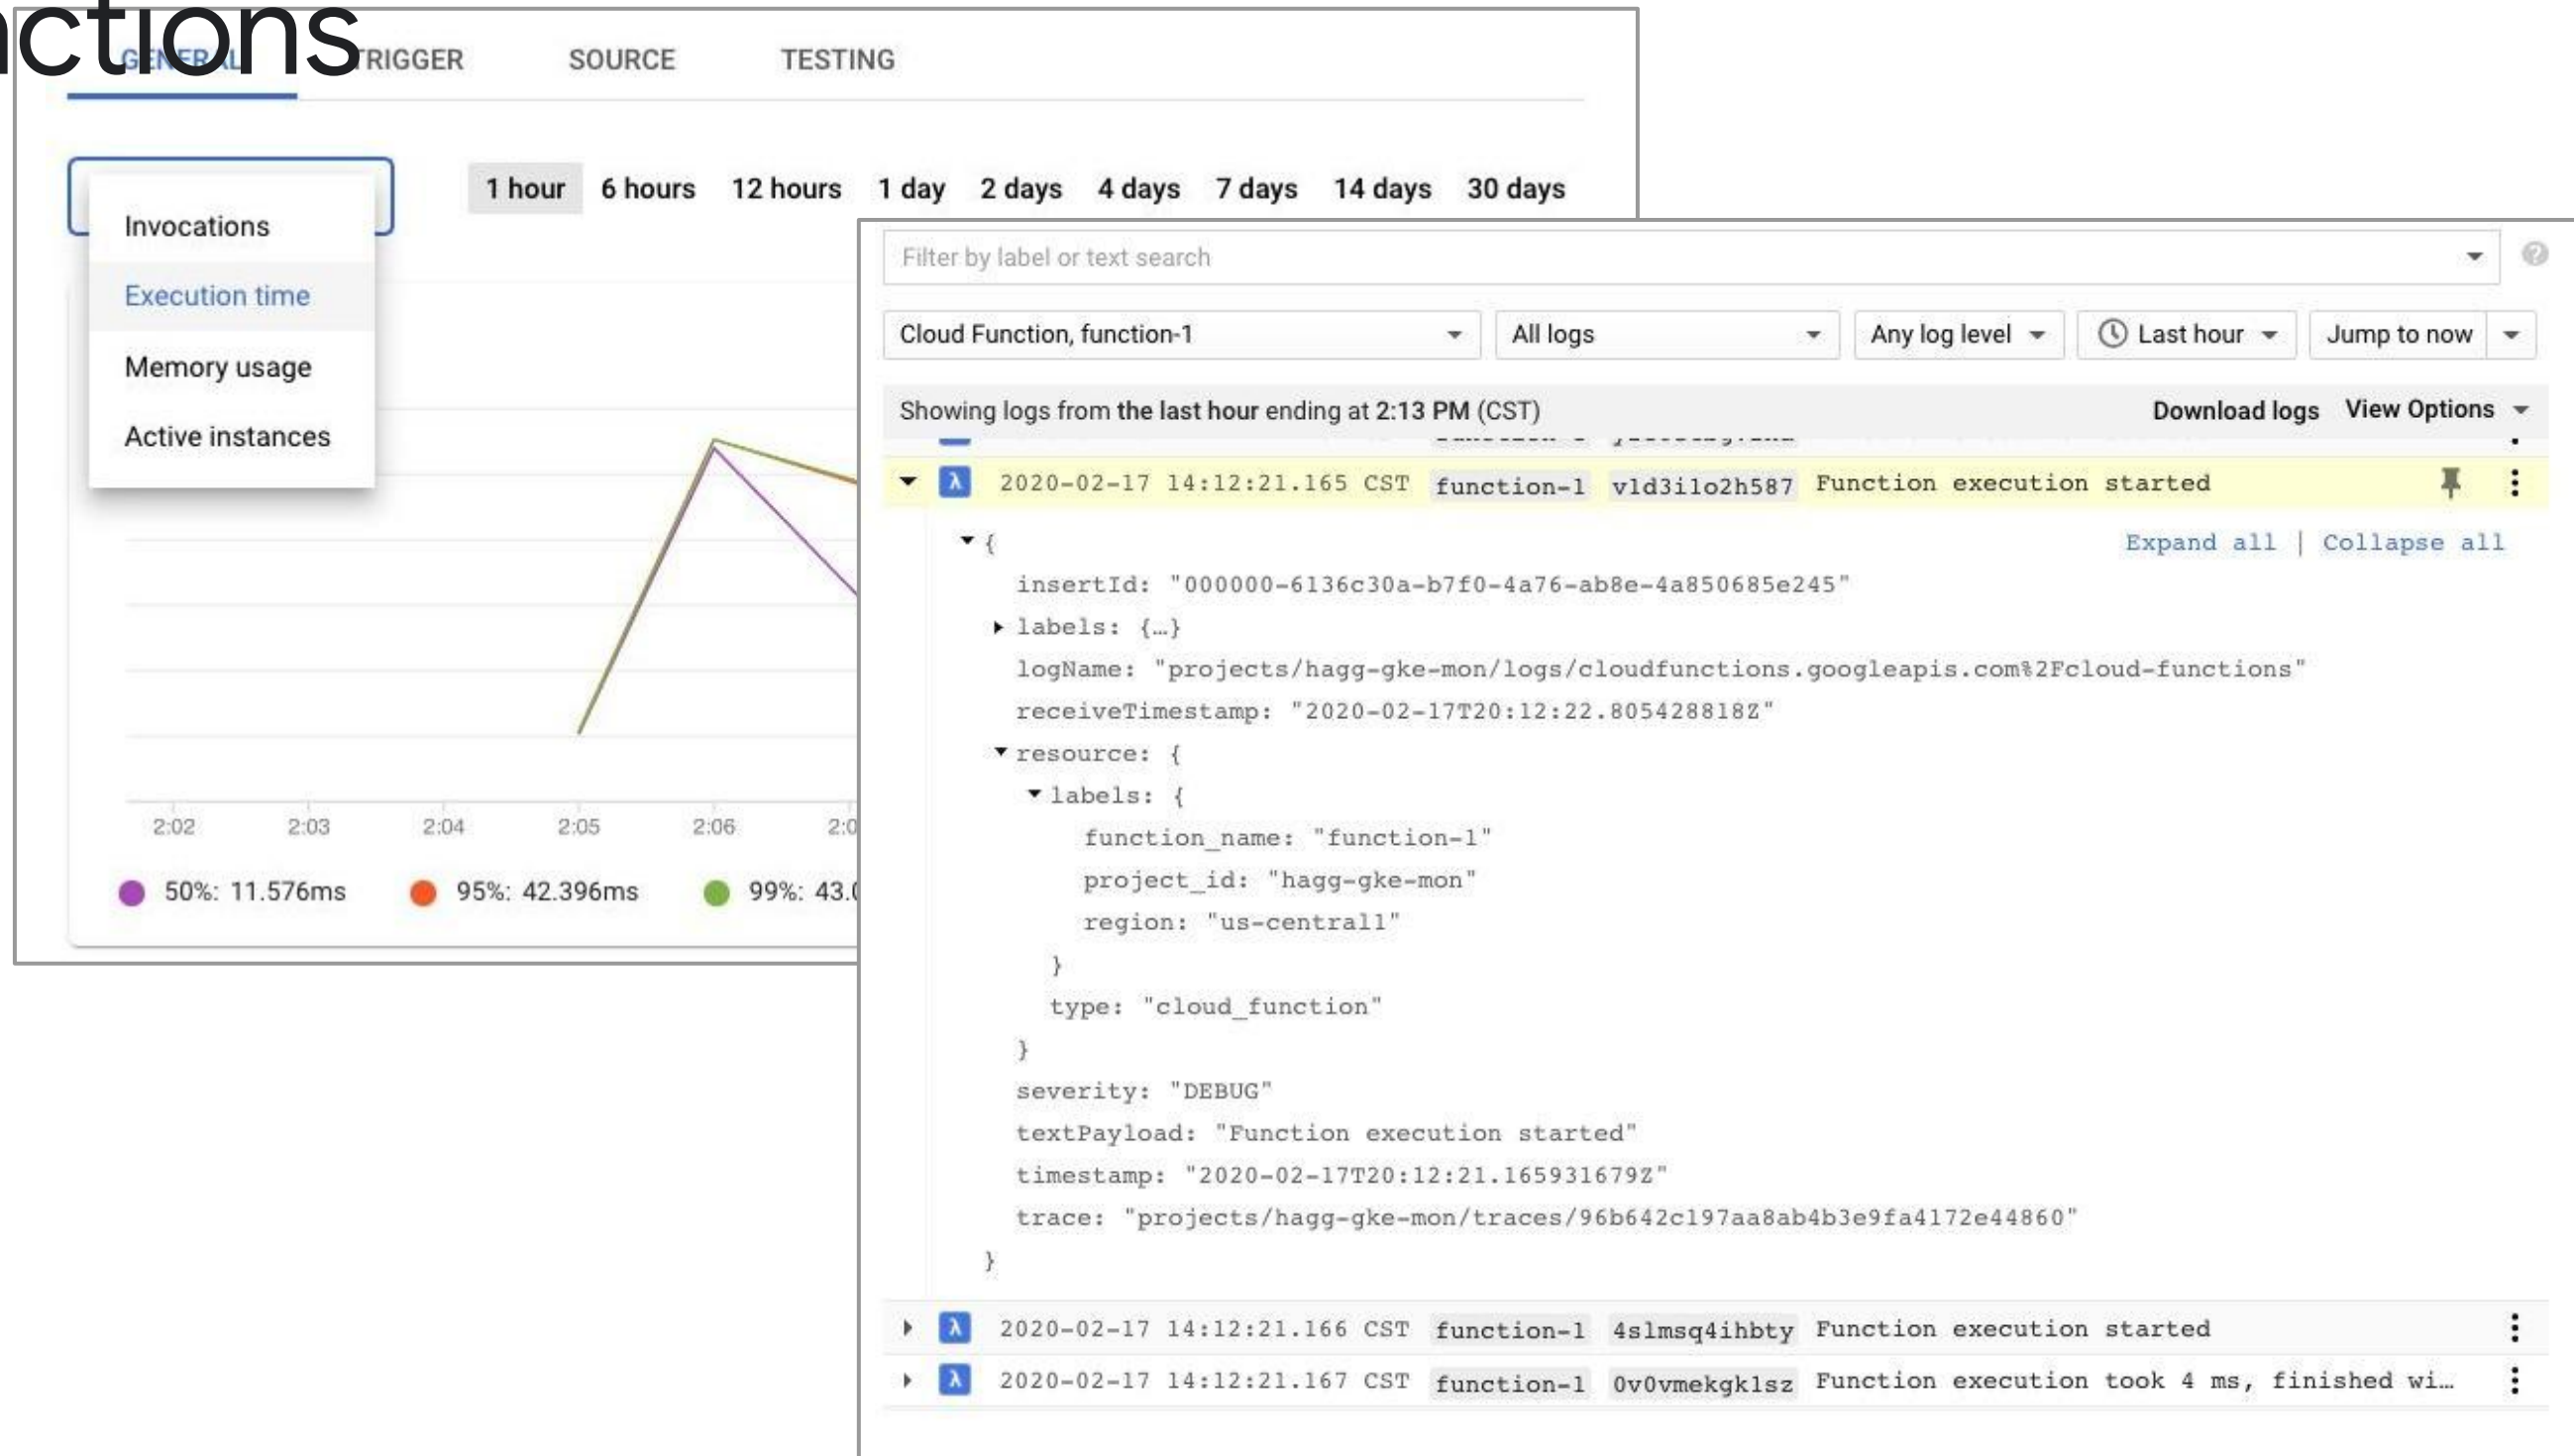 nctions
GENERAL TRIGGER SOURCE TESTING
1 hour 6 hours 12 hours 1 day 2 days 4 days 7 days 14 days 30 days
Invocations
Execution time
Memory usage
Active instances
2:02 2:03 2:04 2:05 2:06 2:0
50%: 11.576ms 95%: 42.396ms 99%: 43.0
Filter by label or text search
Cloud Function, function-1 All logs Any log level Last hour Jump to now
Showing logs from the last hour ending at 2:13 PM (CST) Download logs View Options
λ 2020-02-17 14:12:21.165 CST function-1 vld3ilo2h587 Function execution started
{ Expand all | Collapse all
insertId: "000000-6136c30a-b7f0-4a76-ab8e-4a850685e245"
labels: {…}
logName: "projects/hagg-gke-mon/logs/cloudfunctions.googleapis.com%2Fcloud-functions"
receiveTimestamp: "2020-02-17T20:12:22.805428818Z"
resource: {
labels: {
function_name: "function-1"
project_id: "hagg-gke-mon"
region: "us-central1"
}
type: "cloud_function"
}
severity: "DEBUG"
textPayload: "Function execution started"
timestamp: "2020-02-17T20:12:21.165931679Z"
trace: "projects/hagg-gke-mon/traces/96b642c197aa8ab4b3e9fa4172e44860"
}
λ 2020-02-17 14:12:21.166 CST function-1 4slmsq4ihbty Function execution started
λ 2020-02-17 14:12:21.167 CST function-1 0v0vmekgk1sz Function execution took 4 ms, finished wi…